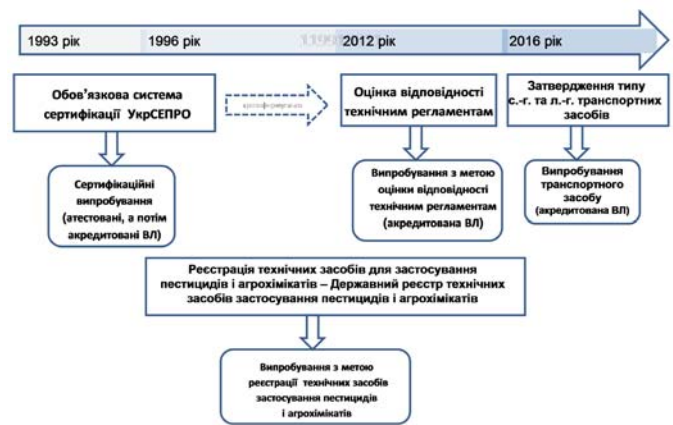 1993 рік
1996 рік
2012 рік
2016 рік
Обов'язкова система
сертифікації УкрСЕПРО
Оцінка відповідності
технічним регламентам
Затвердження типу
с.-г. та л.-г. транспортних
засобів
Сертифікаційні
випробування
(атестовані, а потім
акредитовані ВЛ)
Випробування з метою
оцінки відповідності
технічним регламентам
(акредитована ВЛ)
Випробування
транспортного
засобу
(акредитована ВЛ)
Реєстрація технічних засобів для застосування
пестицидів і агрохімікатів – Державний реєстр технічних
засобів застосування пестицидів і агрохімікатів
Випробування з метою
реєстрації технічних засобів
застосування пестицидів
і агрохімікатів